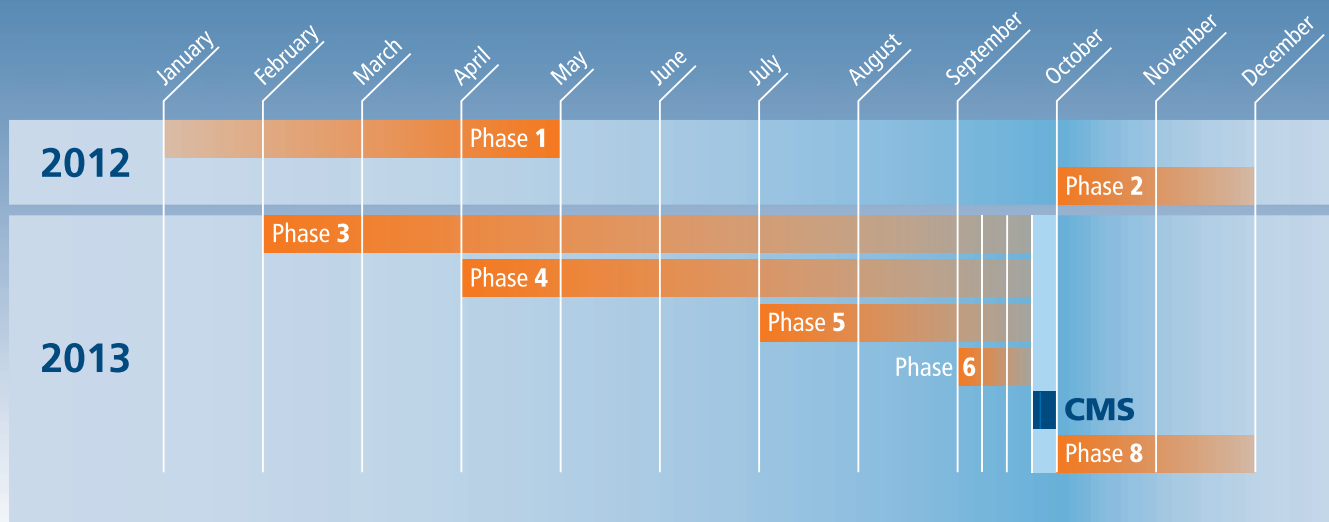 January
February
March
April
May
June
July
August
September
October
November
December
2012
Phase 1
Phase 2
2013
Phase 3
Phase 4
Phase 5
Phase 6
CMS
Phase 8